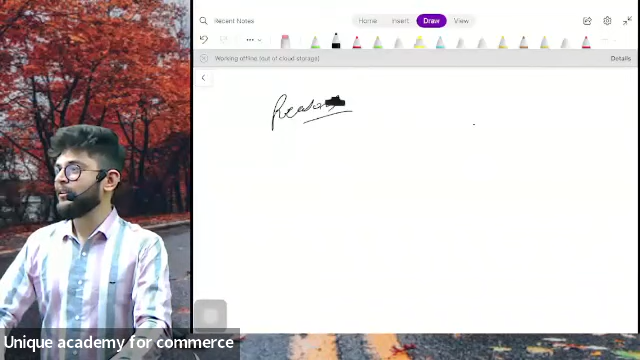 Recent Notes
Home Insert Draw View
Working offline (out of cloud storage)
Details
Unique academy for commerce